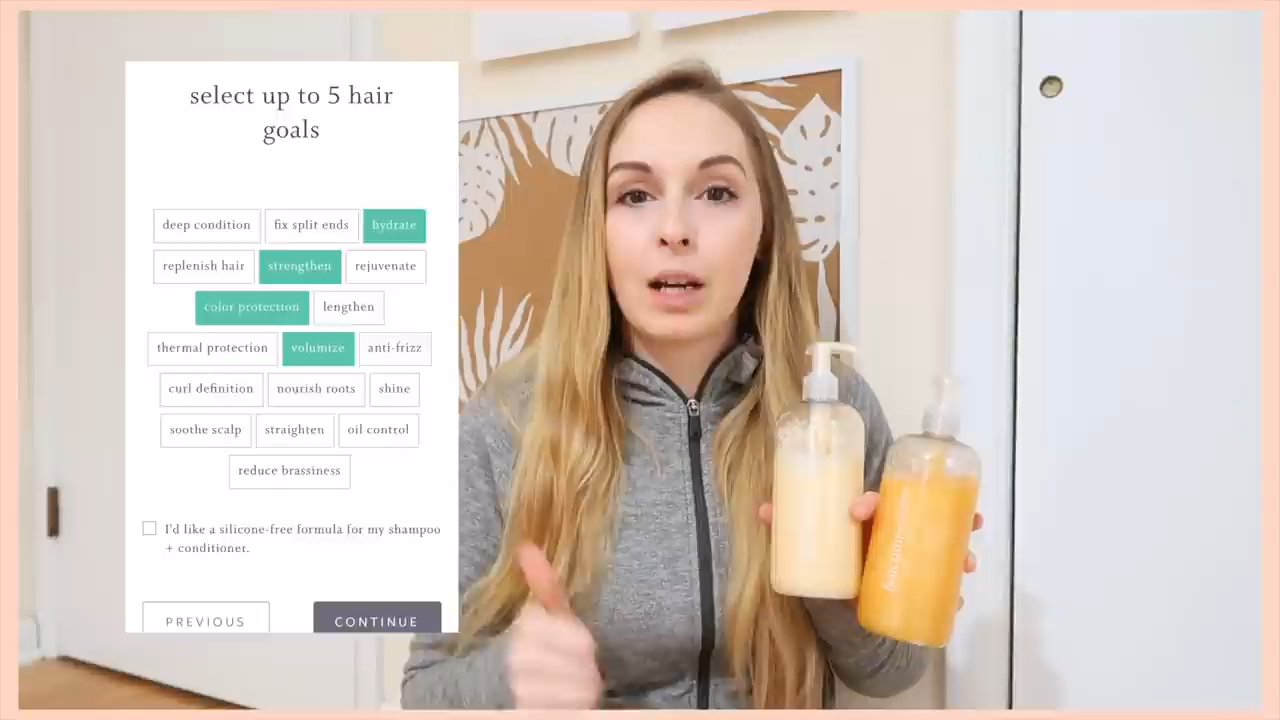 select up to 5 hair
goals
deep condition fix split ends hydrate
replenish hair strengthen rejuvenate
color protection lengthen
thermal protection volumize anti-frizz
curl definition nourish roots shine
soothe scalp straighten oil control
reduce brassiness
I'd like a silicone-free formula for my shampoo
+ conditioner.
PREVIOUS CONTINUE